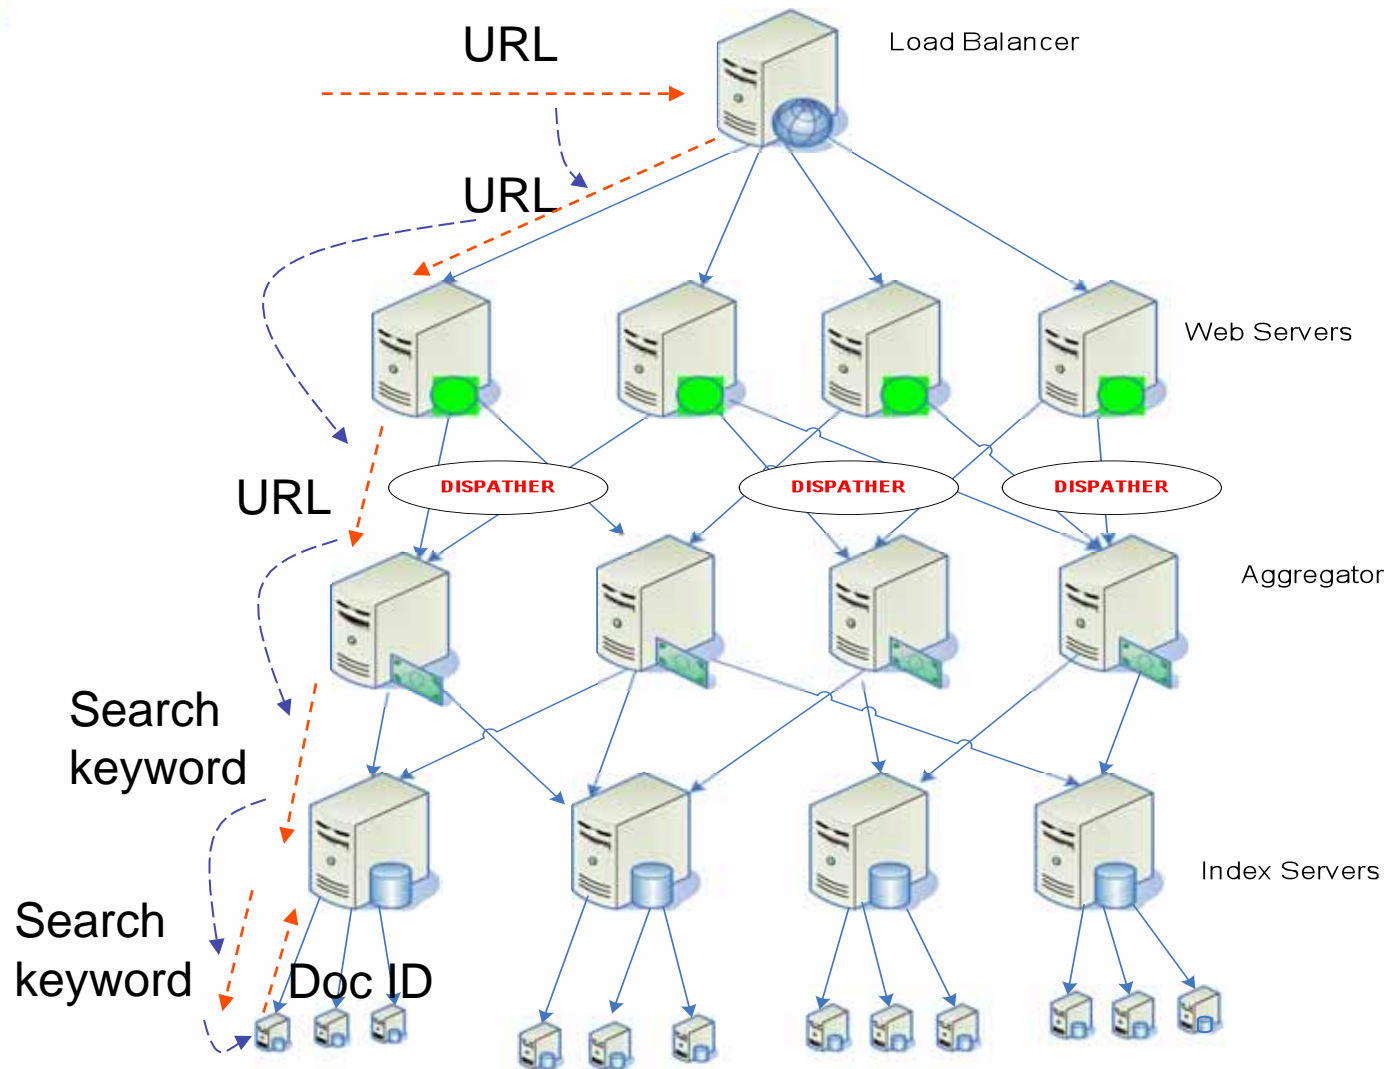 URL
Load Balancer
URL
Web Servers
DISPATHER
DISPATHER
DISPATHER
URL
Aggregator
Search
keyword
Index Servers
Search
keyword
Doc ID